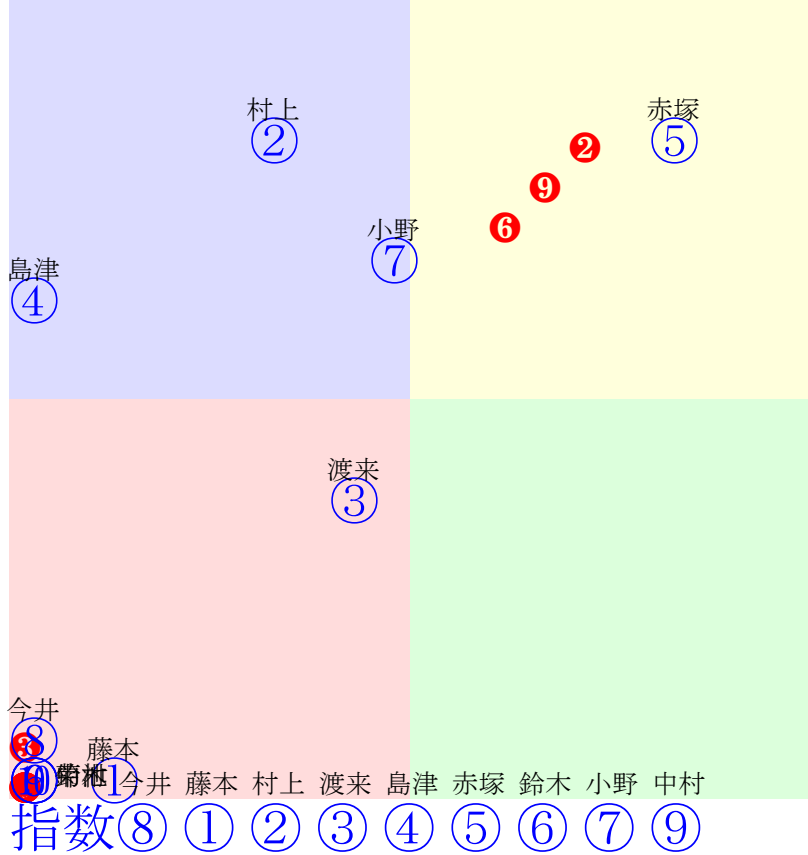 村上
②
赤塚
⑤
❷
❾
❻
小野
⑦
島津
④
渡来
③
今井
⑧
藤本
①
今井 藤本 村上 渡来 島津 赤塚 鈴木 小野 中村
指数⑧①②③④⑤⑥⑦⑨